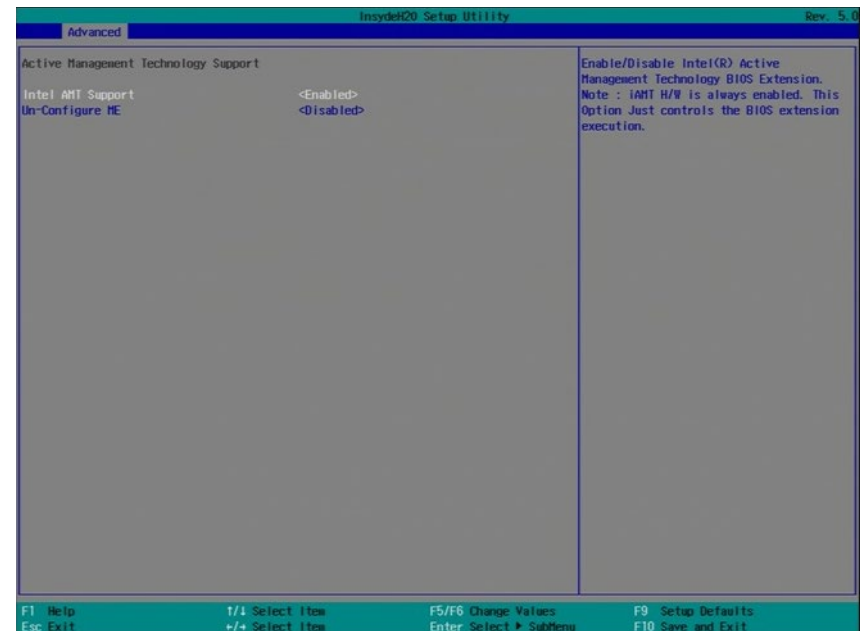 InsydeH20 Setup Utility Rev. 5.0
Advanced
Active Management Technology Support
Intel AMT Support <Enabled>
Un-Configure ME <Disabled>
Enable/Disable Intel(R) Active
Management Technology BIOS Extension.
Note : iAMT H/W is always enabled. This
Option Just controls the BIOS extension
execution.
F1 Help ↑/↓ Select Item F5/F6 Change Values F9 Setup Defaults
Esc Exit ←/→ Select Item Enter Select ▶ SubMenu F10 Save and Exit